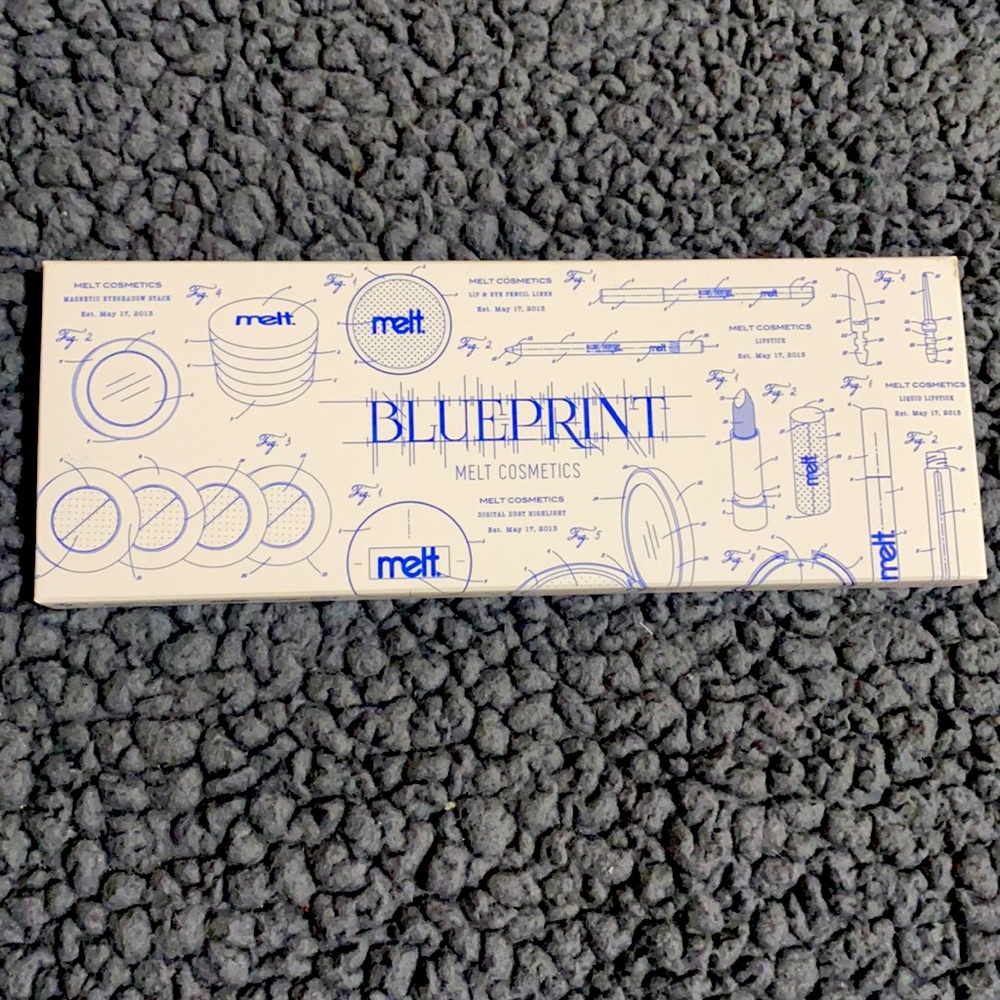 MELT COSMETICS
MAGNETIC EYESHADOW STACK
Est. May 17, 2013
Fig. 4
melt.
Fig. 2
Fig. 3
Fig. 1
melt.
MELT COSMETICS
LIP & EYE PENCIL LINER
Est. May 17, 2013
Fig. 1
melt
Fig. 2
melt
Fig. 4
MELT COSMETICS
LIPSTICK
Est. May 17, 2013
BLUEPRINT
MELT COSMETICS
Fig. 1
melt.
MELT COSMETICS
DIGITAL DUST HIGHLIGHT
Est. May 17, 2013
Fig. 5
Fig. 1
Fig. 2
melt
Fig. 4
Fig. 1
MELT COSMETICS
LIQUID LIPSTICK
Est. May 17, 2013
Fig. 2
melt.